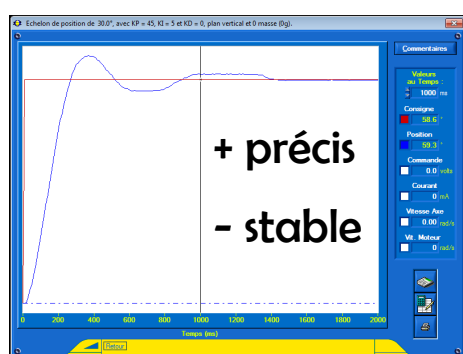 Echelon de position de 30.0°, avec KP = 45, KI = 5 et KD = 0, plan vertical et 0 masse (0g).
Commentaires
Valeurs
au Temps :
1000 ms
Consigne
58.6 °
Position
59.3 °
Commande
0.0 volts
Courant
0 mA
Vitesse Axe
0.00 rad/s
Vit. Moteur
0 rad/s
+ précis
- stable
0 200 400 600 800 1000 1200 1400 1600 1800 2000
Temps (ms)
Retour